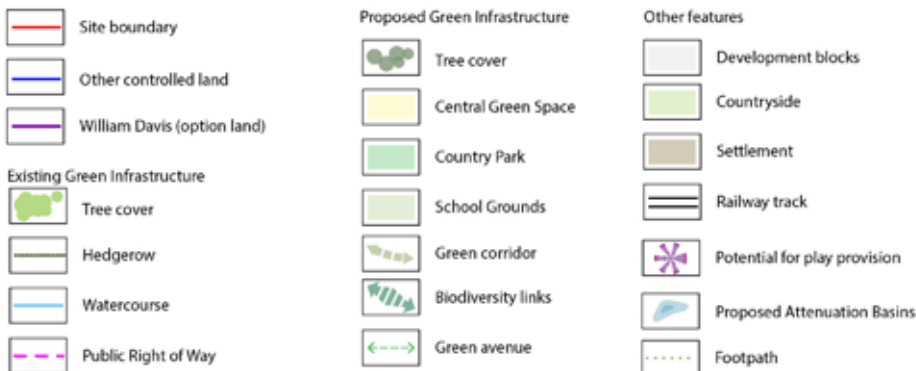 Site boundary
Other controlled land
William Davis (option land)
Existing Green Infrastructure
Tree cover
Hedgerow
Watercourse
Public Right of Way
Proposed Green Infrastructure
Tree cover
Central Green Space
Country Park
School Grounds
Green corridor
Biodiversity links
Green avenue
Other features
Development blocks
Countryside
Settlement
Railway track
Potential for play provision
Proposed Attenuation Basins
Footpath